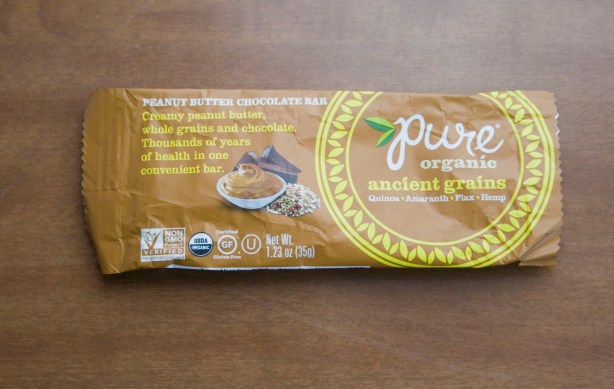 PEANUT BUTTER CHOCOLATE BAR
Creamy peanut butter,
whole grains and chocolate.
Thousands of years
of health in one
convenient bar.
pure®
organic
ancient grains
Quinoa • Amaranth • Flax • Hemp
NON
GMO
Project
VERIFIED
USDA
ORGANIC
Certified
GF
Gluten-Free
U
Net Wt.
1.23 oz (35g)